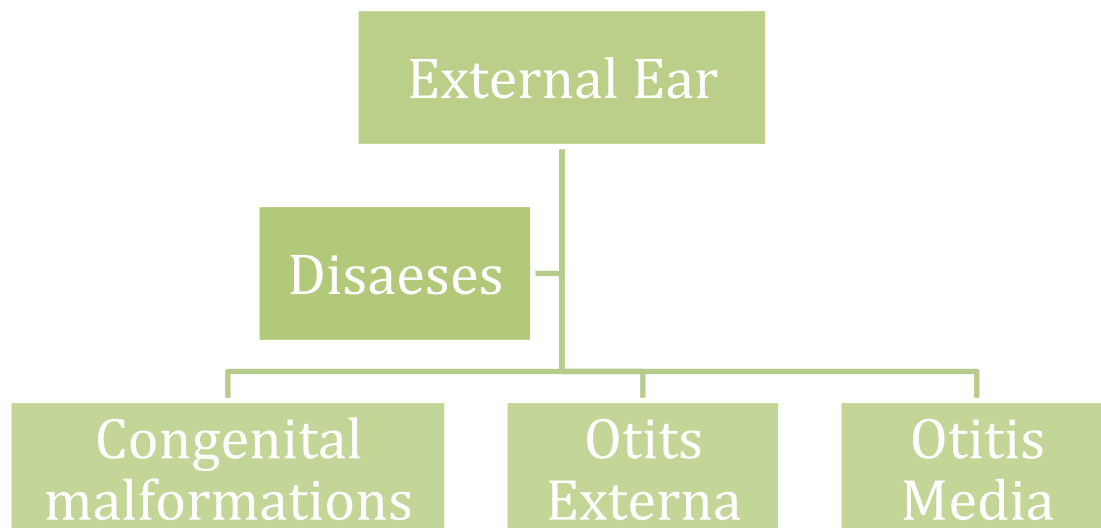 External Ear
Disaeses
Congenital
malformations
Otits
Externa
Otitis
Media